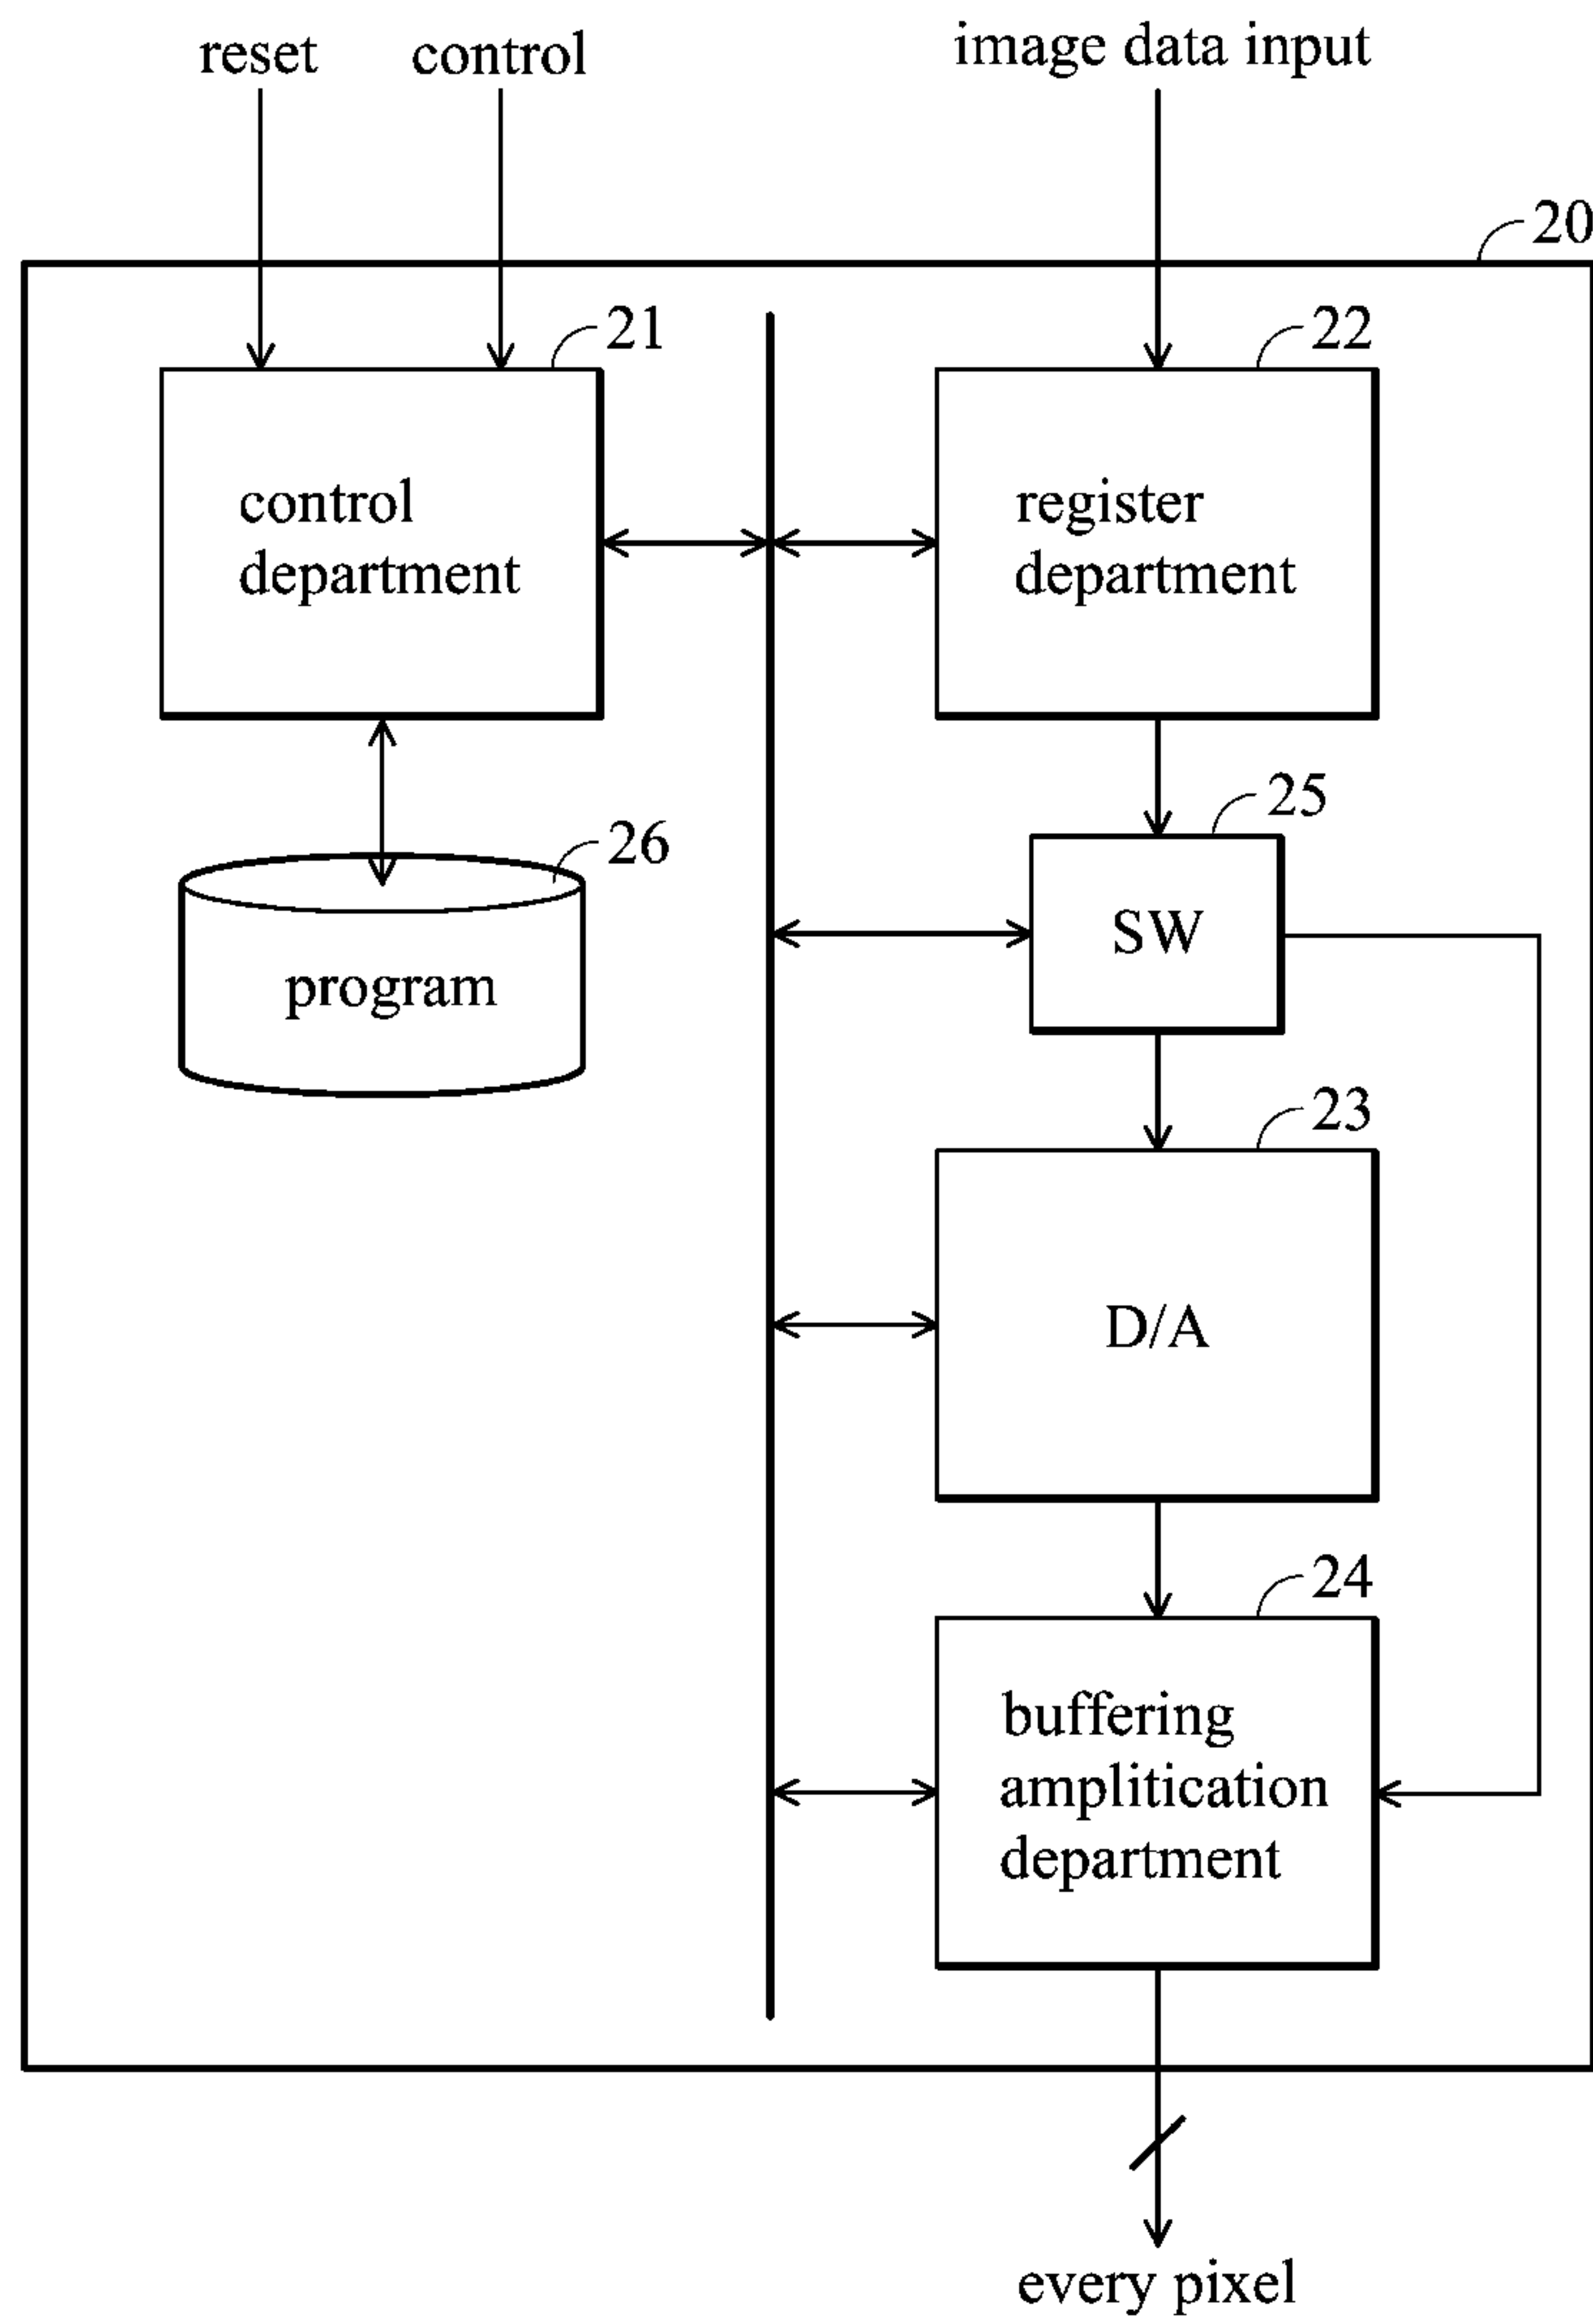 reset
control
image data input
20
21
22
control
department
register
department
25
26
SW
program
23
D/A
24
buffering
amplitication
department
every pixel